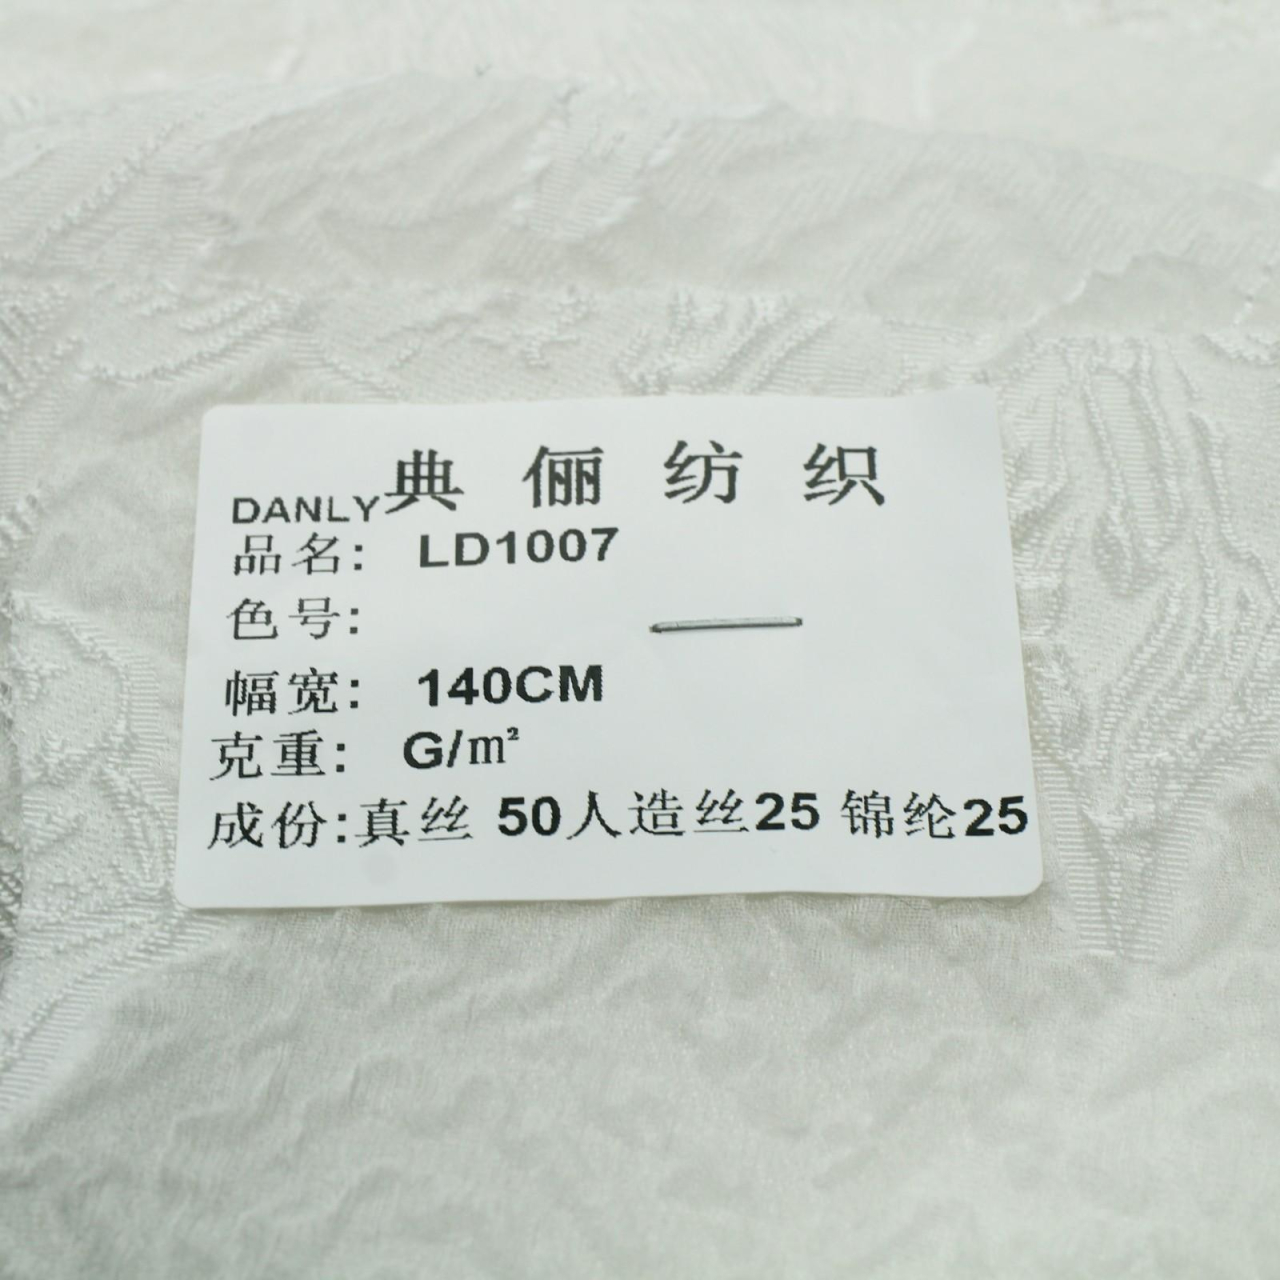 DANLY典俪纺织
品名: LD1007
色号:
幅宽: 140CM
克重: G/m²
成份:真丝 50人造丝25 锦纶25